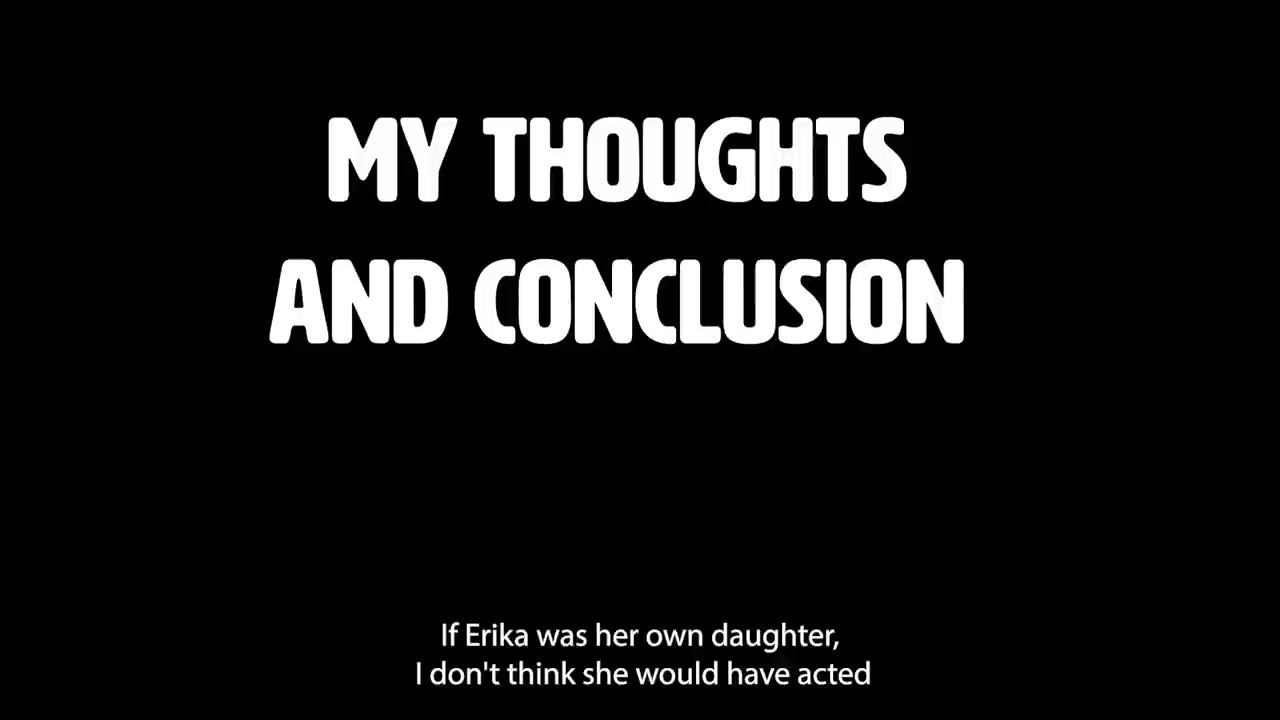 MY THOUGHTS
AND CONCLUSION
If Erika was her own daughter,
I don't think she would have acted